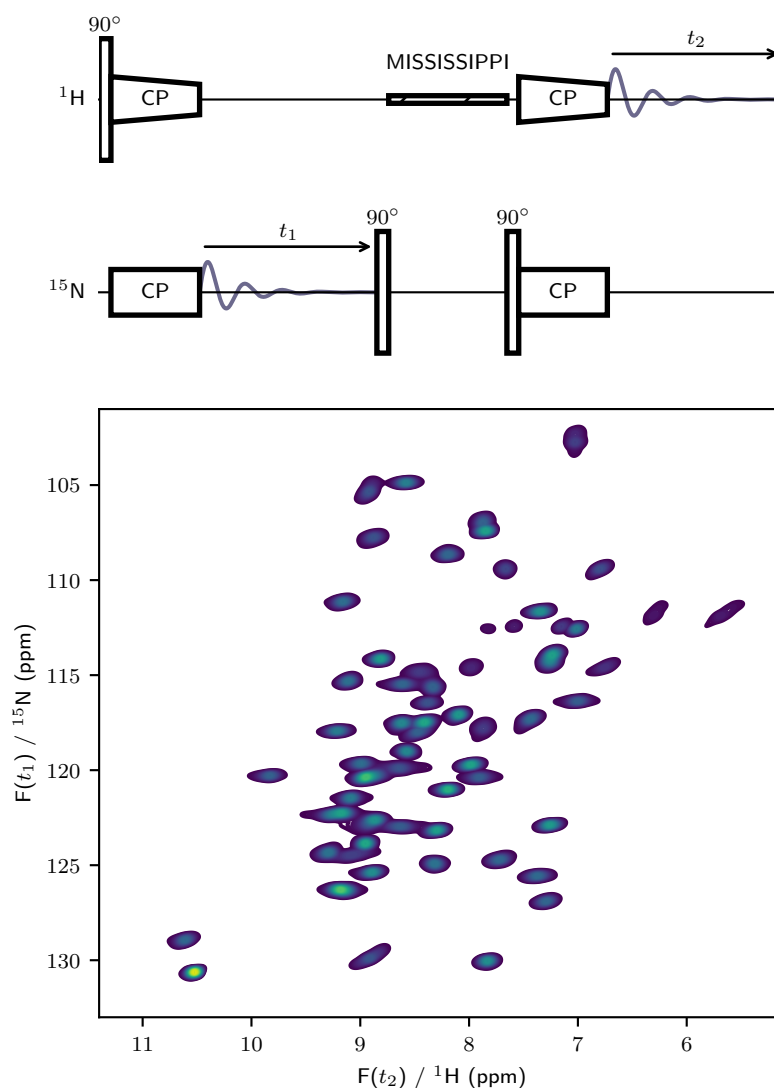 90°
MISSISSIPPI
t₂
¹H
CP
CP
90°
90°
t₁
¹⁵N
CP
CP
105
110
115
120
125
130
F(t₁) / ¹⁵N (ppm)
11
10
9
8
7
6
F(t₂) / ¹H (ppm)